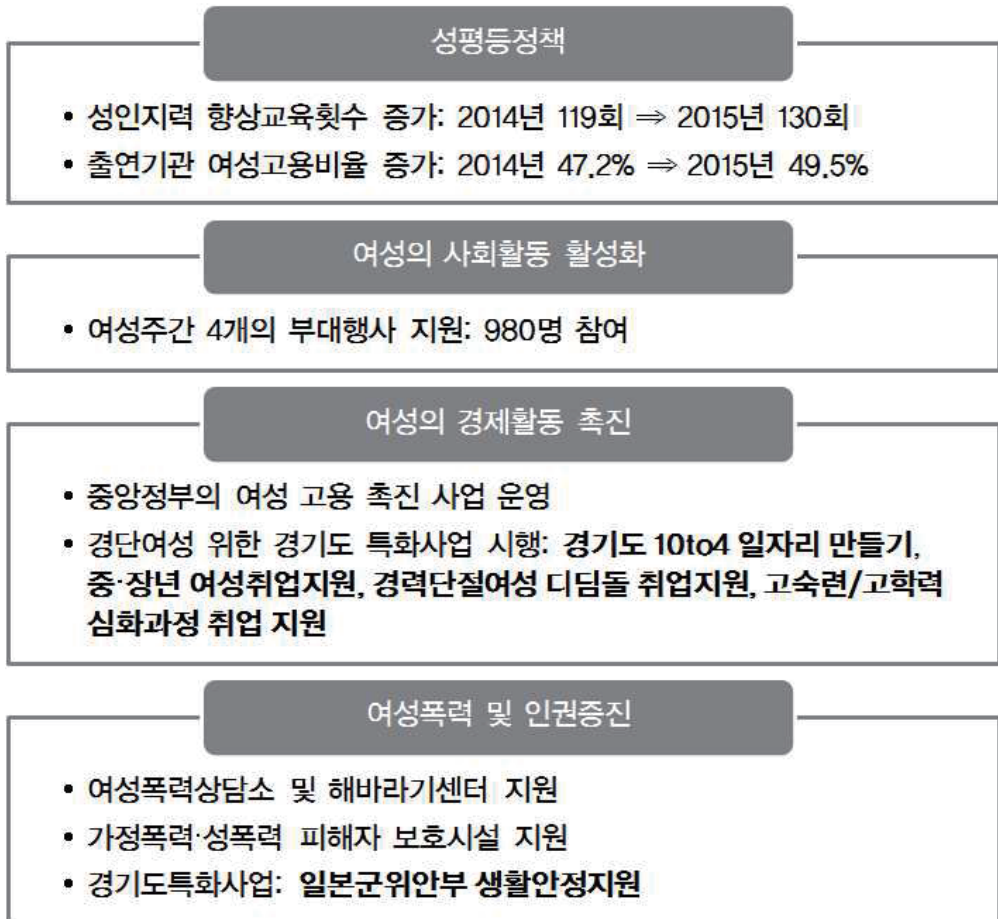 성평등정책
• 성인지력 향상교육횟수 증가: 2014년 119회 ⇒ 2015년 130회
• 출연기관 여성고용비율 증가: 2014년 47.2% ⇒ 2015년 49.5%
여성의 사회활동 활성화
• 여성주간 4개의 부대행사 지원: 980명 참여
여성의 경제활동 촉진
• 중앙정부의 여성 고용 촉진 사업 운영
• 경단여성 위한 경기도 특화사업 시행: 경기도 10to4 일자리 만들기,
중·장년 여성취업지원, 경력단절여성 디딤돌 취업지원, 고숙련/고학력
심화과정 취업 지원
여성폭력 및 인권증진
• 여성폭력상담소 및 해바라기센터 지원
• 가정폭력·성폭력 피해자 보호시설 지원
• 경기도특화사업: 일본군위안부 생활안정지원